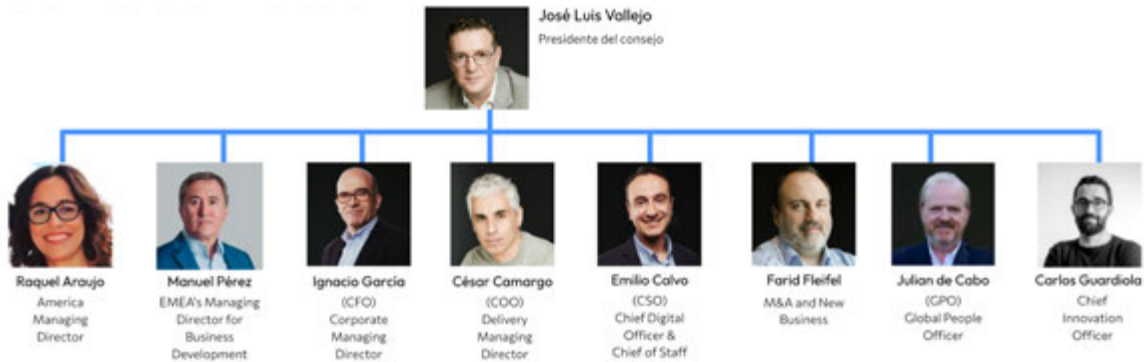 José Luis Vallejo
Presidente del consejo
Raquel Araujo
America
Managing
Director
Manuel Pérez
EMEA's Managing
Director for
Business
Development
Ignacio García
(CFO)
Corporate
Managing
Director
César Camargo
(COO)
Delivery
Managing
Director
Emilio Calvo
(CSO)
Chief Digital
Officer &
Chief of Staff
Farid Fleifel
M&A and New
Business
Julian de Cabo
(GPO)
Global People
Officer
Carlos Guardiola
Chief
Innovation
Officer